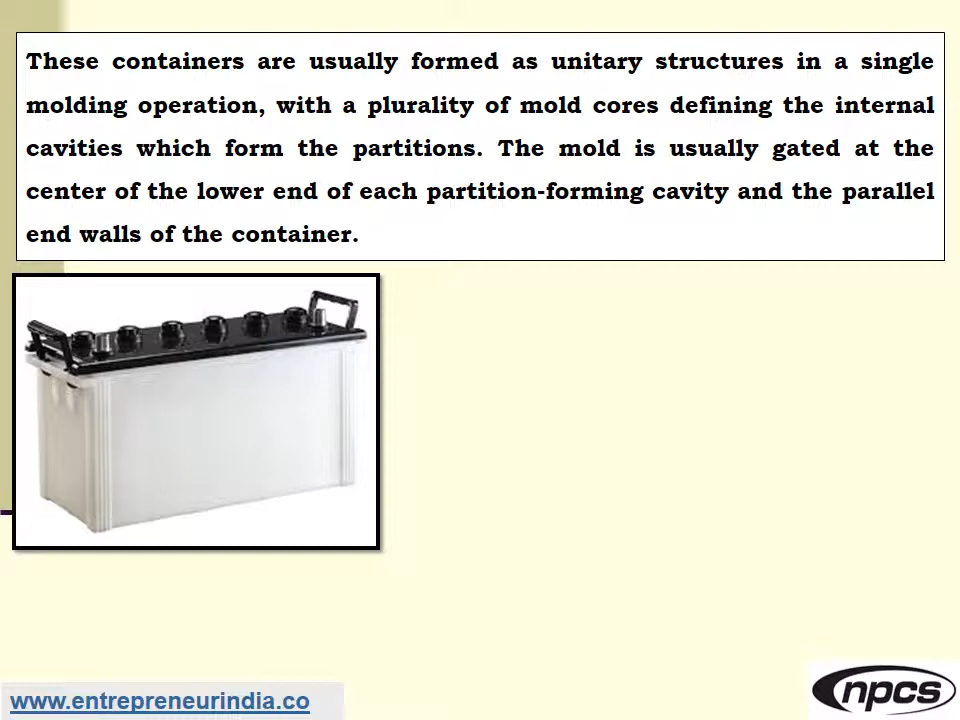 These containers are usually formed as unitary structures in a single
molding operation, with a plurality of mold cores defining the internal
cavities which form the partitions. The mold is usually gated at the
center of the lower end of each partition-forming cavity and the parallel
end walls of the container.
www.entrepreneurindia.co
npcs